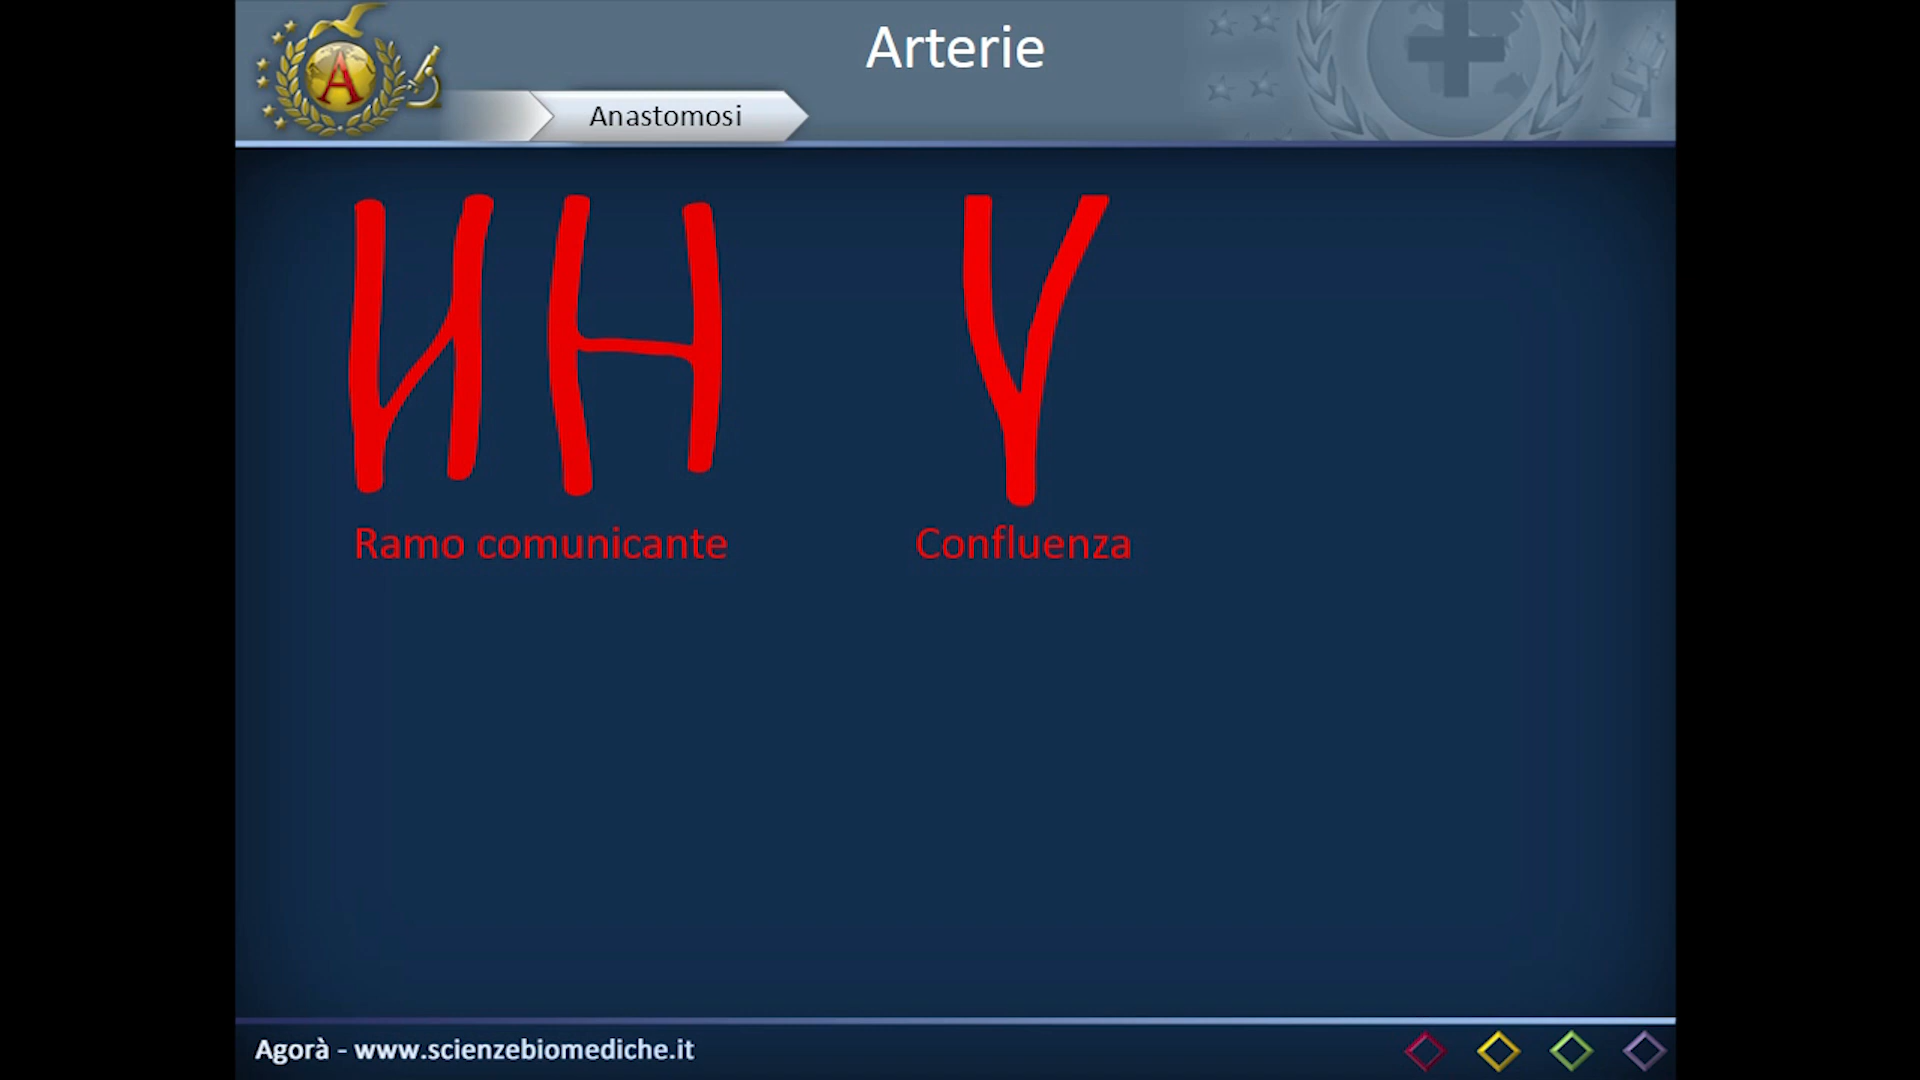 Arterie
A
Anastomosi
Ramo comunicante
Confluenza
Agorà - www.scienzebiomediche.it